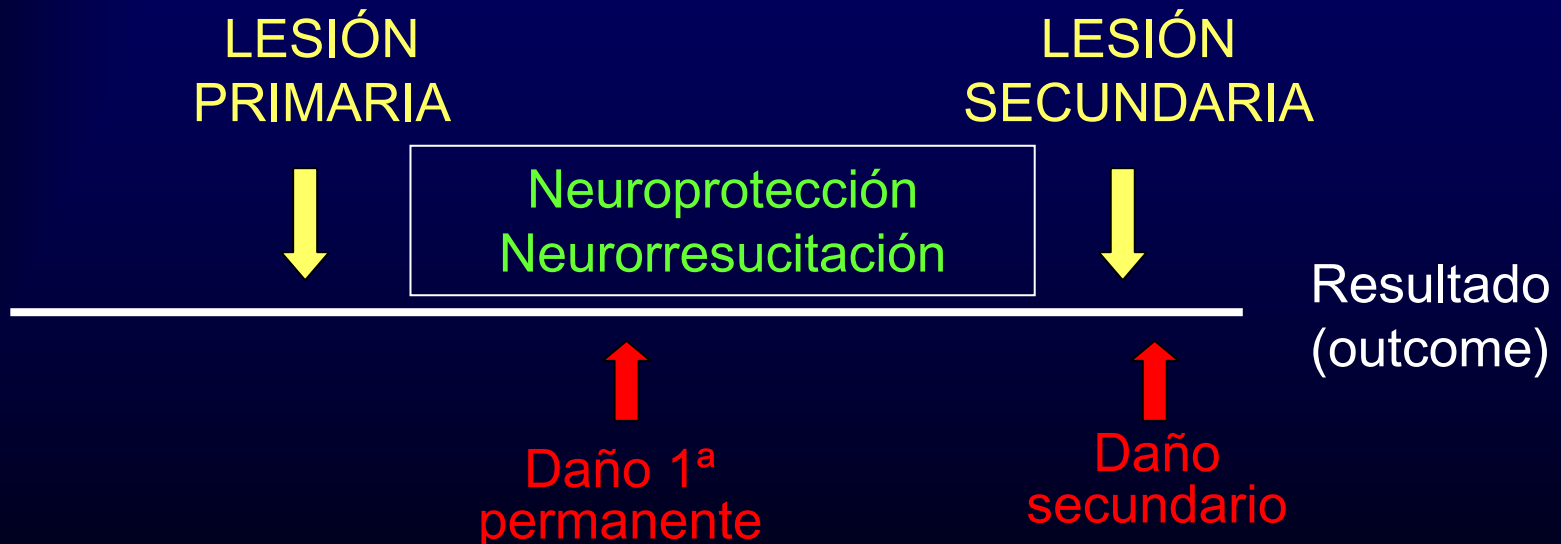 LESIÓN
PRIMARIA
LESIÓN
SECUNDARIA
Neuroprotección
Neurorresucitación
Resultado
(outcome)
Daño 1ª
permanente
Daño
secundario